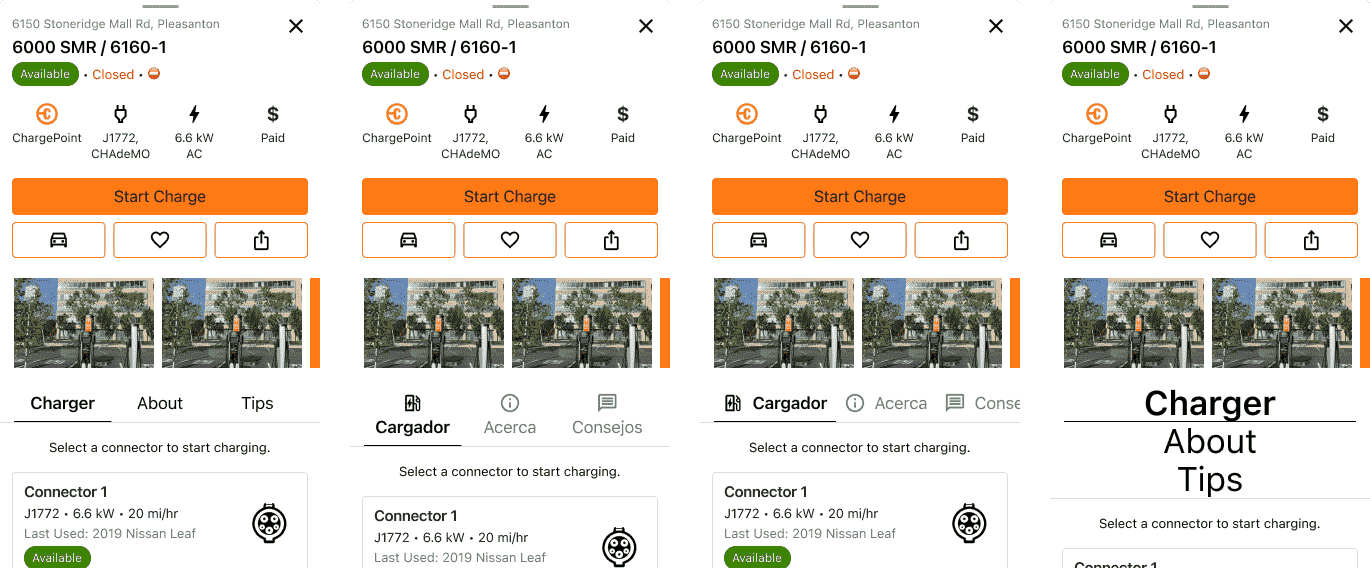 6150 Stoneridge Mall Rd, Pleasanton
6000 SMR / 6160-1
Available • Closed •
ChargePoint
J1772,
CHAdeMO
6.6 kW
AC
$
Paid
Start Charge
Charger About Tips
Select a connector to start charging.
Connector 1
J1772 • 6.6 kW • 20 mi/hr
Last Used: 2019 Nissan Leaf
Available
6150 Stoneridge Mall Rd, Pleasanton
6000 SMR / 6160-1
Available • Closed •
ChargePoint
J1772,
CHAdeMO
6.6 kW
AC
$
Paid
Start Charge
Cargador Acerca Consejos
Select a connector to start charging.
Connector 1
J1772 • 6.6 kW • 20 mi/hr
Last Used: 2019 Nissan Leaf
6150 Stoneridge Mall Rd, Pleasanton
6000 SMR / 6160-1
Available • Closed •
ChargePoint
J1772,
CHAdeMO
6.6 kW
AC
$
Paid
Start Charge
Cargador Acerca Conse
Select a connector to start charging.
Connector 1
J1772 • 6.6 kW • 20 mi/hr
Last Used: 2019 Nissan Leaf
Available
6150 Stoneridge Mall Rd, Pleasanton
6000 SMR / 6160-1
Available • Closed •
ChargePoint
J1772,
CHAdeMO
6.6 kW
AC
$
Paid
Start Charge
Charger
About
Tips
Select a connector to start charging.
Connector 1